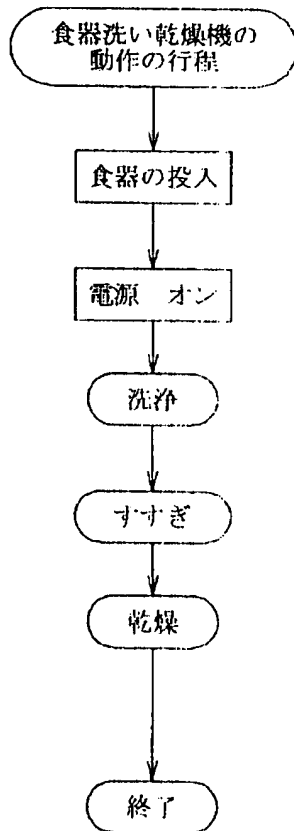 食器洗い乾燥機の
動作の行程
食器の投入
電源　オン
洗浄
すすぎ
乾燥
終了